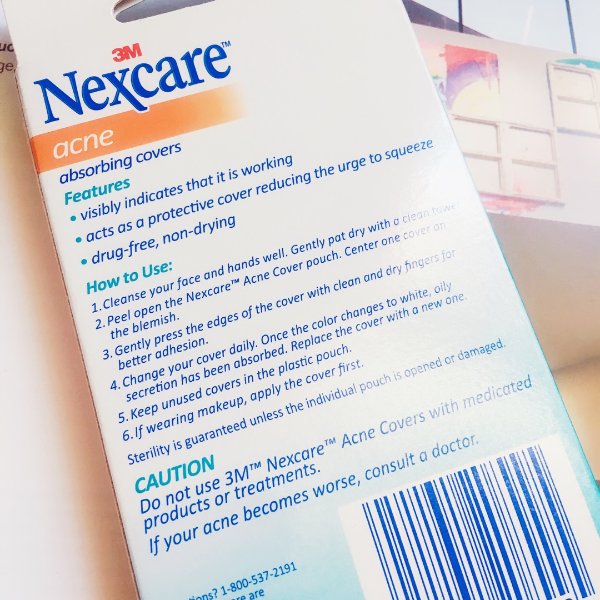 3M
Nexcare™
acne
absorbing covers
Features
• visibly indicates that it is working
• acts as a protective cover reducing the urge to squeeze
• drug-free, non-drying
How to Use:
1. Cleanse your face and hands well. Gently pat dry with a clean
2. Peel open the Nexcare™ Acne Cover pouch. Center one cover
the blemish.
3. Gently press the edges of the cover with clean and dry fingers for
better adhesion.
4. Change your cover daily. Once the color changes to white, oily
secretion has been absorbed. Replace the cover with a new one.
5. Keep unused covers in the plastic pouch.
6. If wearing makeup, apply the cover first.
Sterility is guaranteed unless the individual pouch is opened or damaged.
CAUTION
Do not use 3M™ Nexcare™ Acne Covers with medicated
products or treatments.
If your acne becomes worse, consult a doctor.
1-800-537-2191
are